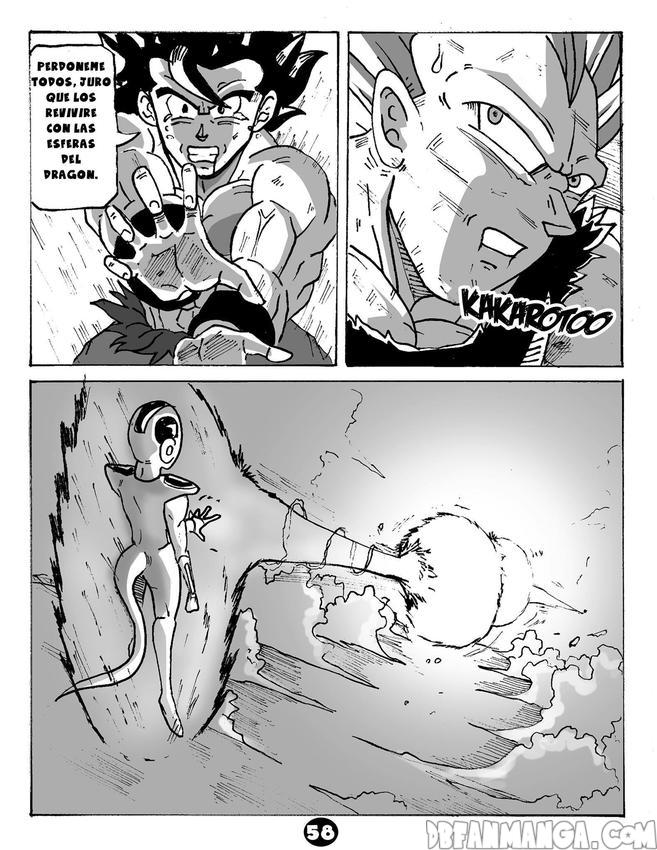 PERDONEME
TODOS, JURO
QUE LOS
REVIVIRE
CON LAS
ESFERAS
DEL
DRAGON.
KAKAROTOO
58
DBFANMANGA.COM